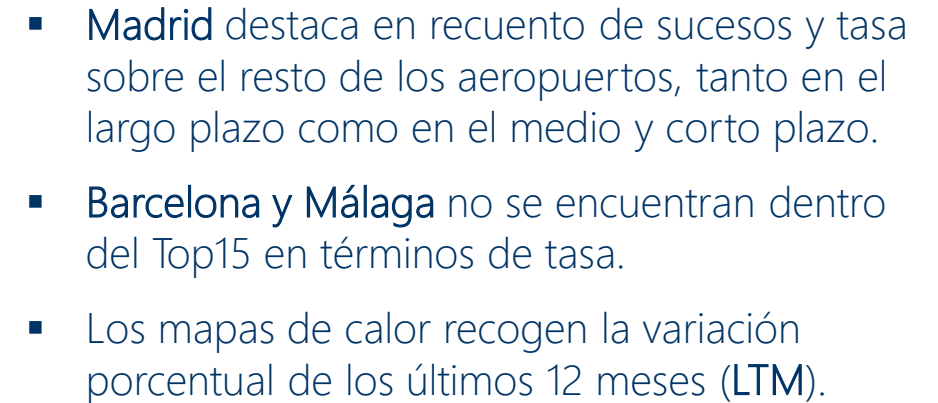 ▪ Madrid destaca en recuento de sucesos y tasa
sobre el resto de los aeropuertos, tanto en el
largo plazo como en el medio y corto plazo.
▪ Barcelona y Málaga no se encuentran dentro
del Top15 en términos de tasa.
▪ Los mapas de calor recogen la variación
porcentual de los últimos 12 meses (LTM).